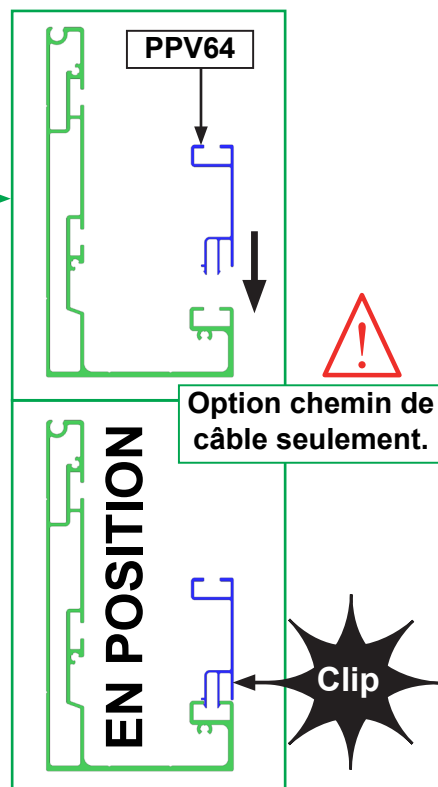 PPV64
!
Option chemin de
câble seulement.
EN POSITION
Clip